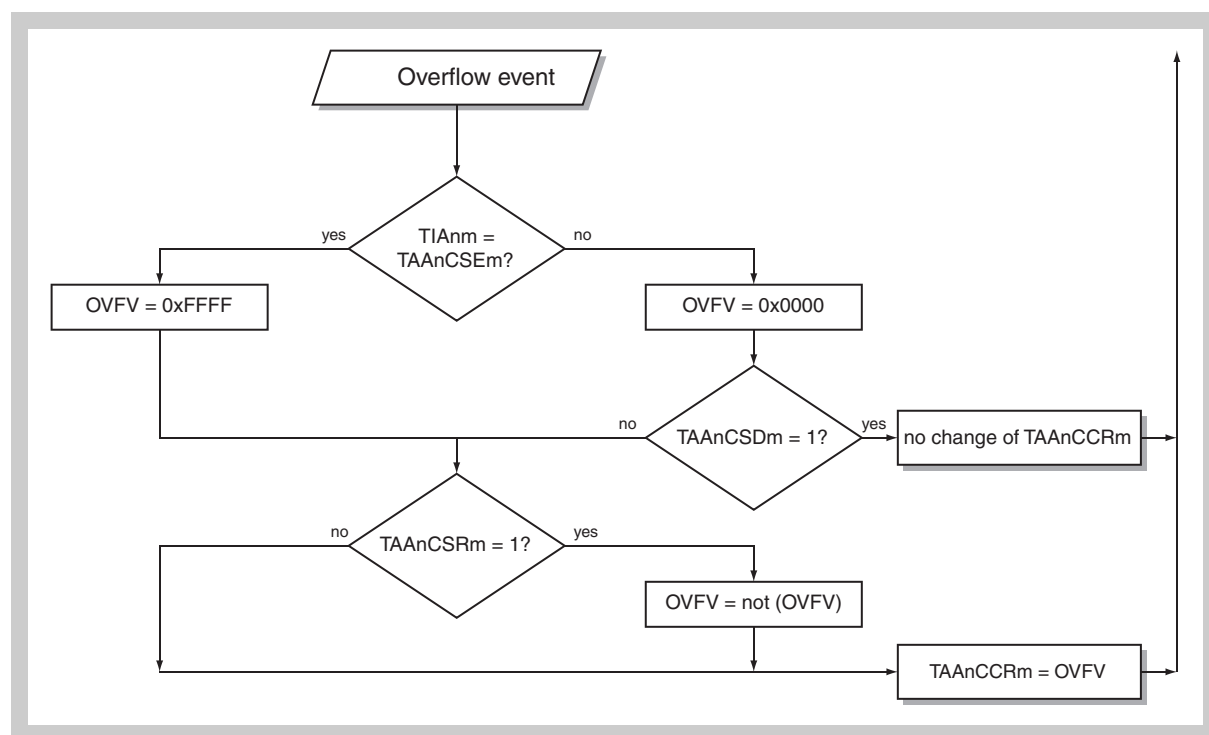 Overflow event
TIAnm =
TAAnCSEm?
yes
no
OVFV = 0xFFFF
OVFV = 0x0000
TAAnCSDm = 1?
no
yes
no change of TAAnCCRm
TAAnCSRm = 1?
no
yes
OVFV = not (OVFV)
TAAnCCRm = OVFV